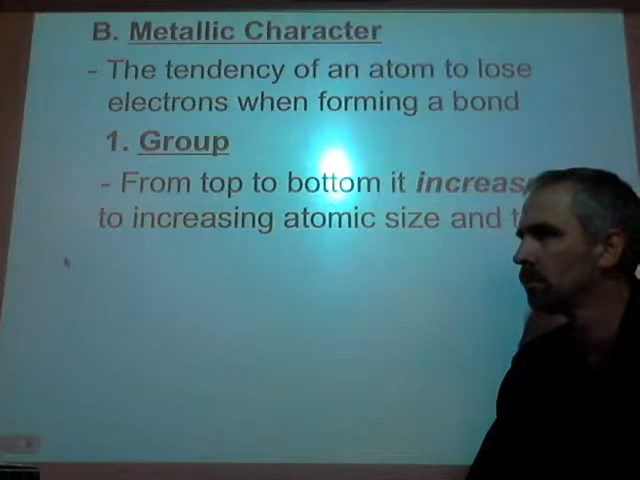 B. Metallic Character
- The tendency of an atom to lose
electrons when forming a bond
1. Group
- From top to bottom it increas
to increasing atomic size and t